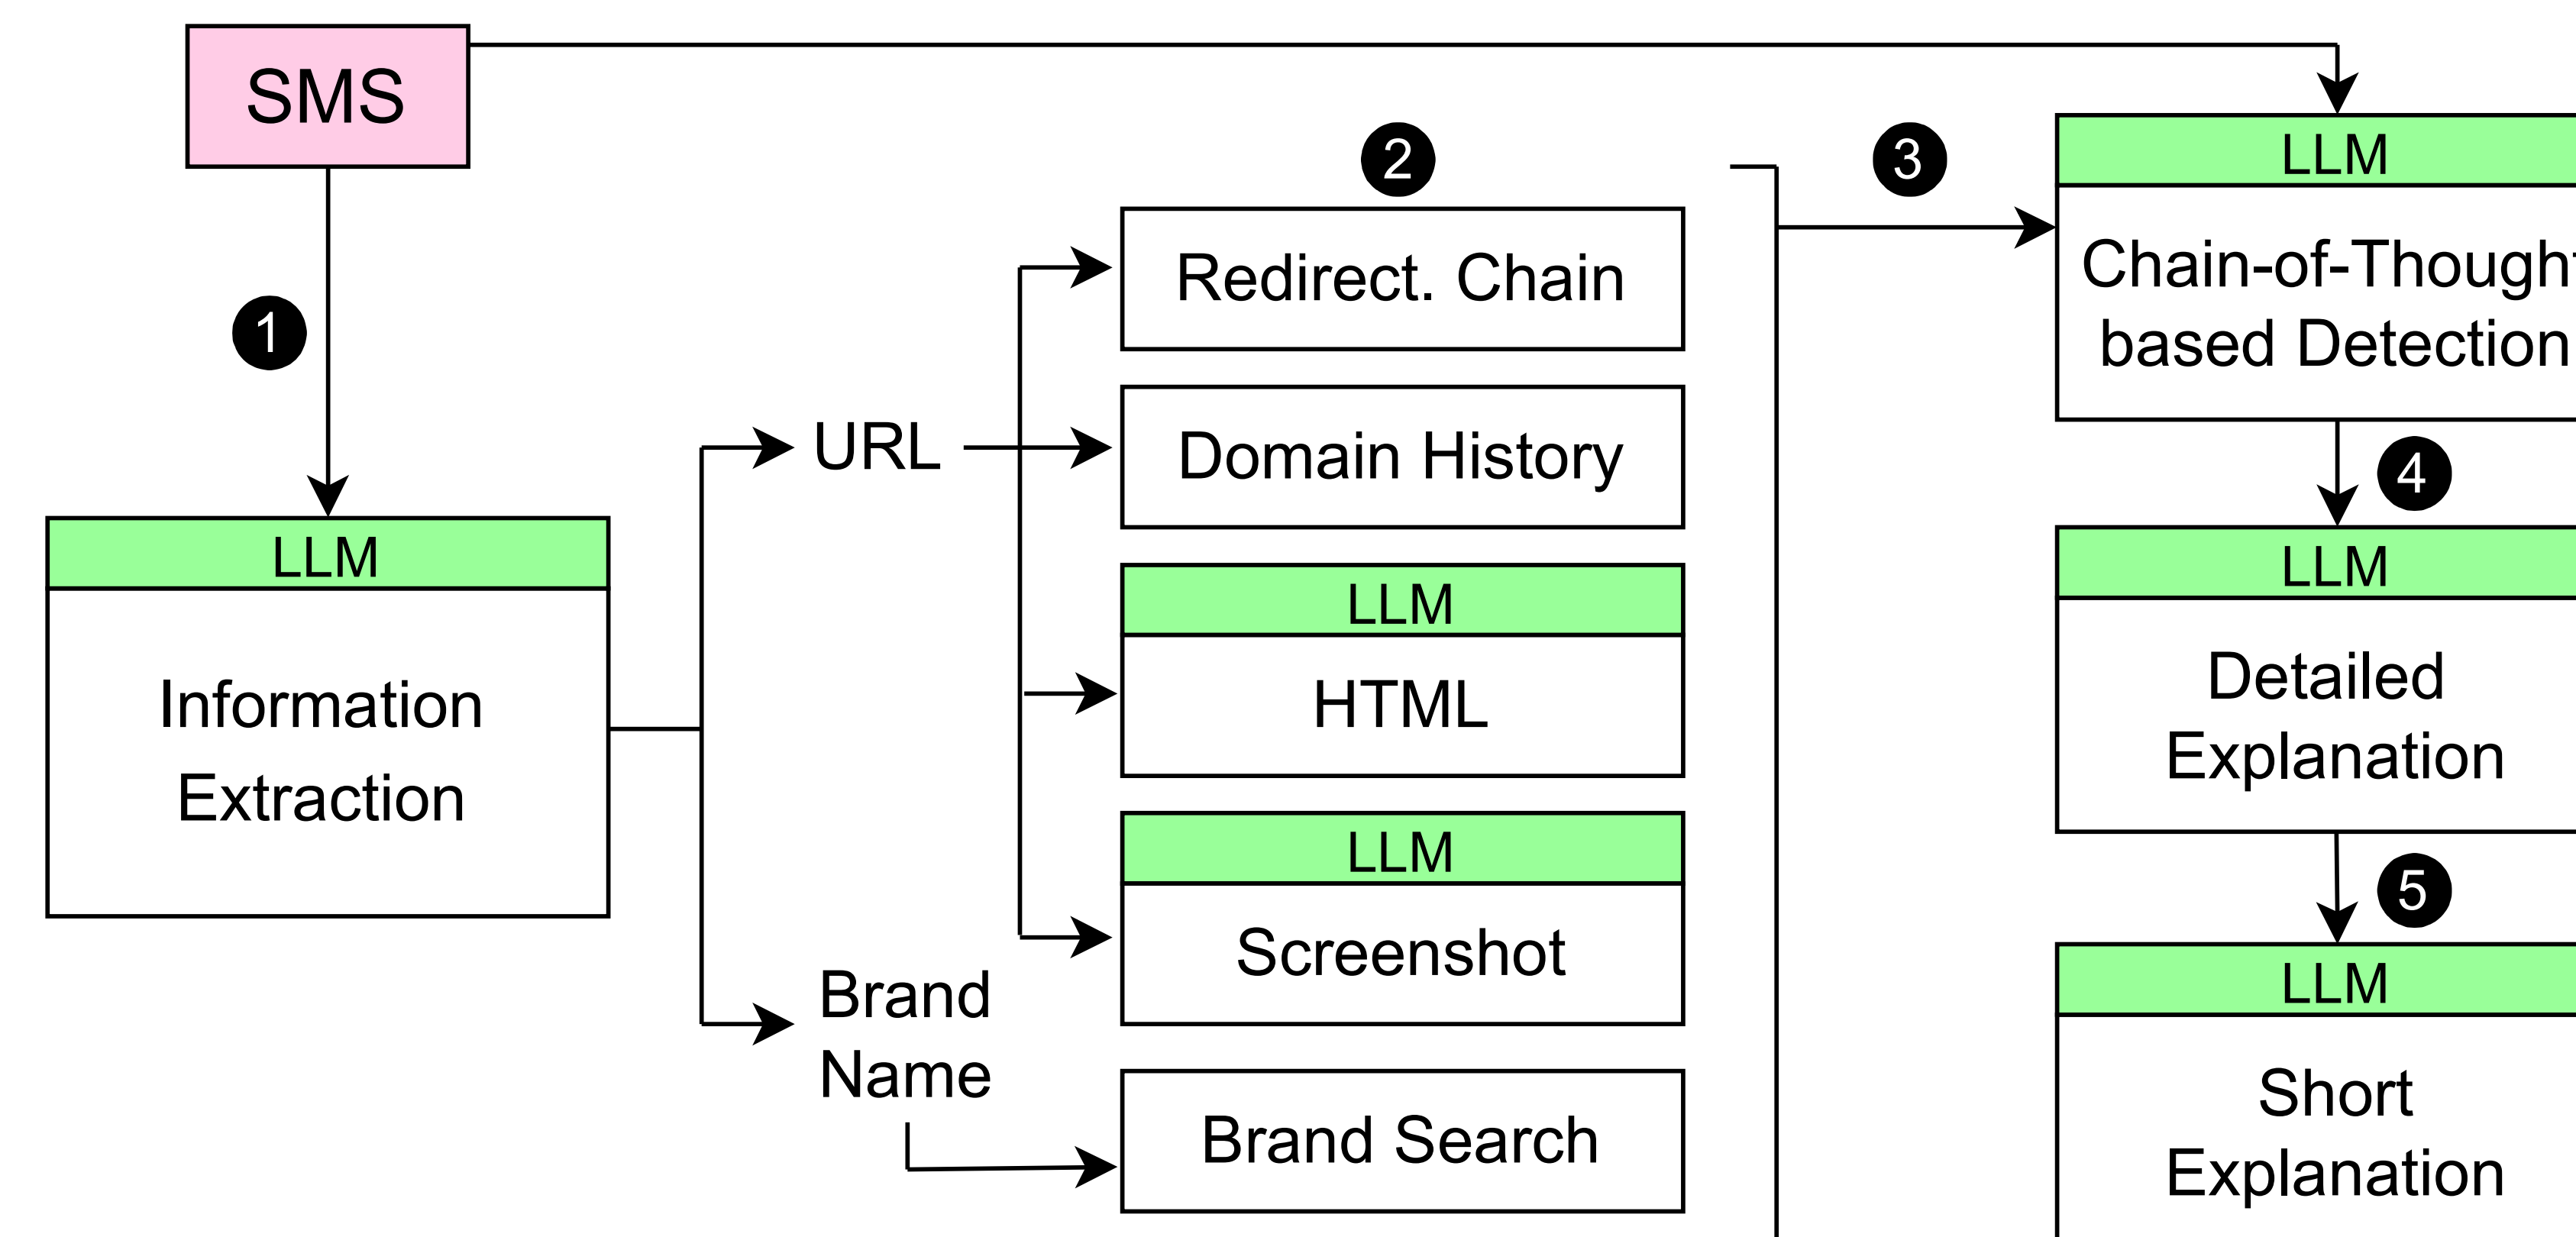 SMS
1
LLM
Information
Extraction
URL
Brand
Name
2
Redirect. Chain
Domain History
LLM
HTML
LLM
Screenshot
Brand Search
3
LLM
Chain-of-Thought
based Detection
4
LLM
Detailed
Explanation
5
LLM
Short
Explanation